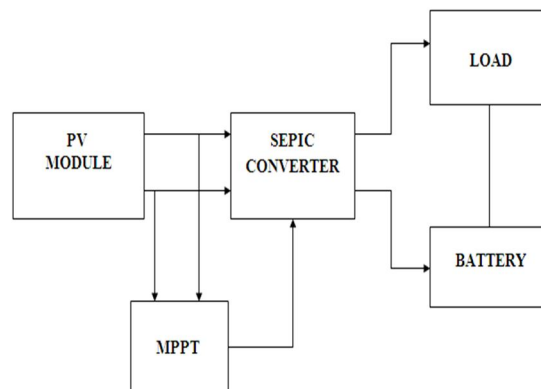 PV
MODULE
SEPIC
CONVERTER
LOAD
BATTERY
MPPT